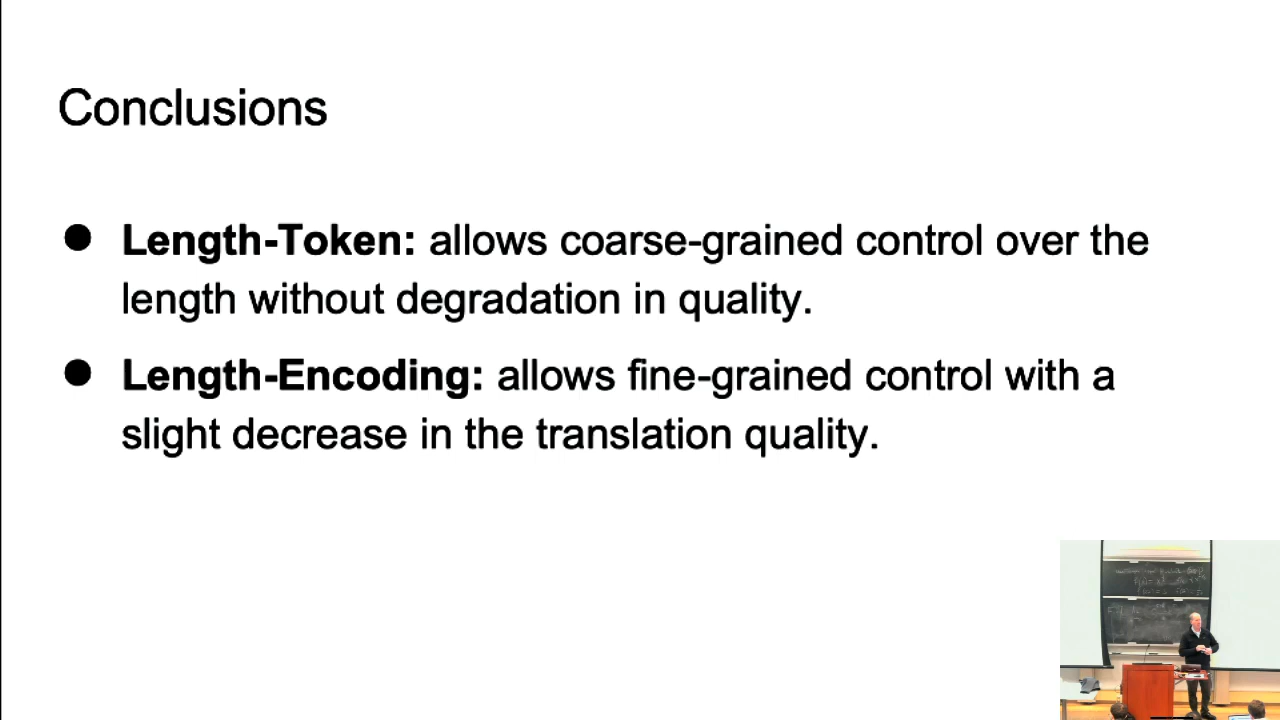 Conclusions
● Length-Token: allows coarse-grained control over the
length without degradation in quality.
● Length-Encoding: allows fine-grained control with a
slight decrease in the translation quality.